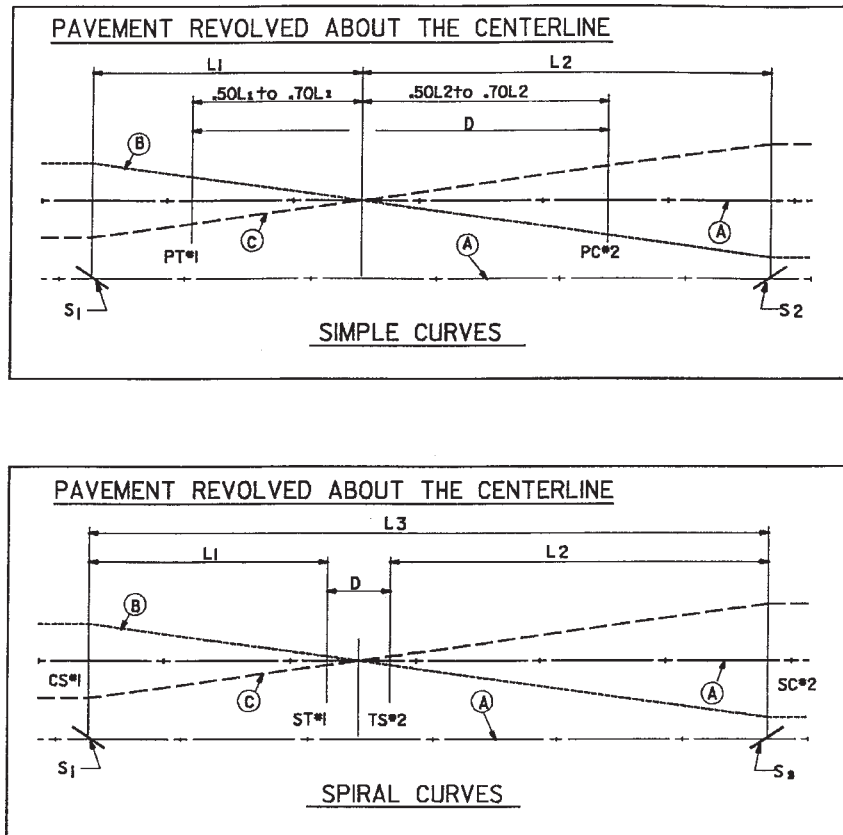 PAVEMENT REVOLVED ABOUT THE CENTERLINE
L1 L2
.50L1 to .70L1 .50L2 to .70L2
D
B
A
C A
PT#1 PC#2
S1 S2
SIMPLE CURVES
PAVEMENT REVOLVED ABOUT THE CENTERLINE
L3
L1 L2
D
B
CS#1 SC#2
C A A
ST#1 TS#2
S1 S2
SPIRAL CURVES